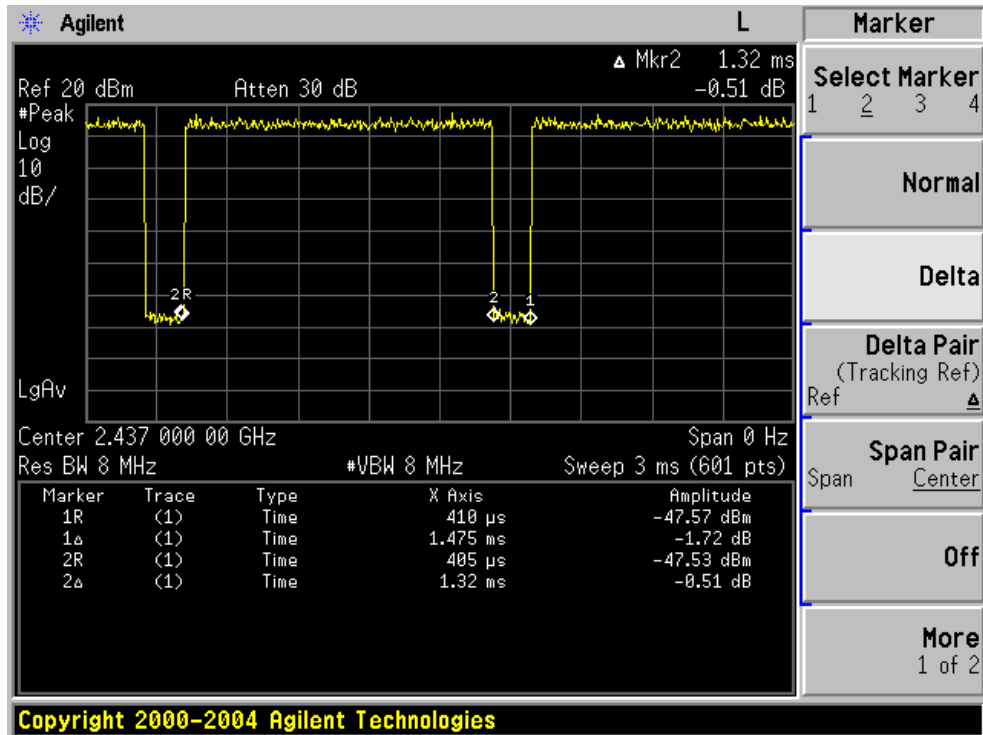 Agilent L Marker
Δ Mkr2 1.32 ms
Ref 20 dBm Atten 30 dB -0.51 dB
#Peak
Log
10
dB/
2R
2
1
LgAv
Center 2.437 000 00 GHz Span 0 Hz
Res BW 8 MHz #VBW 8 MHz Sweep 3 ms (601 pts)
Marker Trace Type X Axis Amplitude
1R (1) Time 410 µs -47.57 dBm
1Δ (1) Time 1.475 ms -1.72 dB
2R (1) Time 405 µs -47.53 dBm
2Δ (1) Time 1.32 ms -0.51 dB
Select Marker
1 2 3 4
Normal
Delta
Delta Pair
(Tracking Ref)
Ref Δ
Span Pair
Span Center
Off
More
1 of 2
Copyright 2000-2004 Agilent Technologies